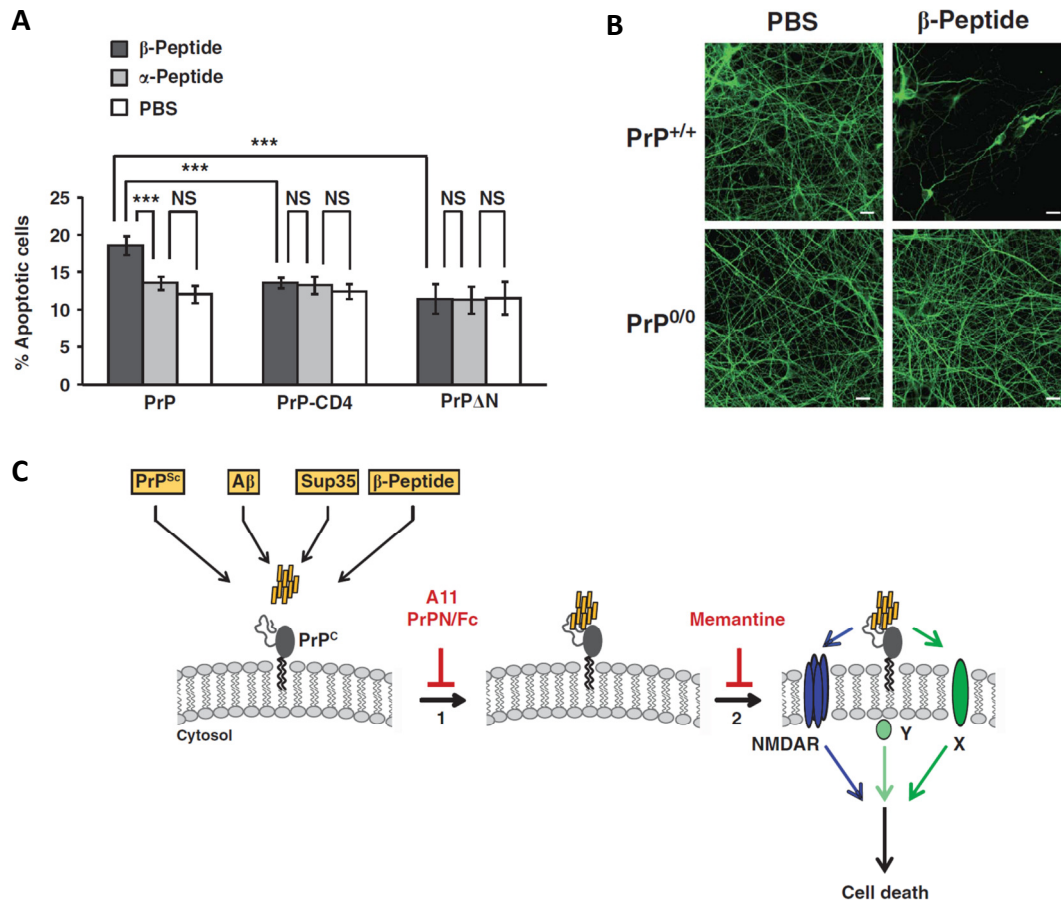 A
β-Peptide
α-Peptide
PBS
***
***
*** NS NS NS NS NS
% Apoptotic cells
25
20
15
10
5
0
PrP PrP-CD4 PrPΔN
B
PBS β-Peptide
PrP+/+
PrP0/0
C
PrPSc Aβ Sup35 β-Peptide
A11
PrPN/Fc
Memantine
PrPC
1
2
Cytosol
NMDAR Y X
Cell death